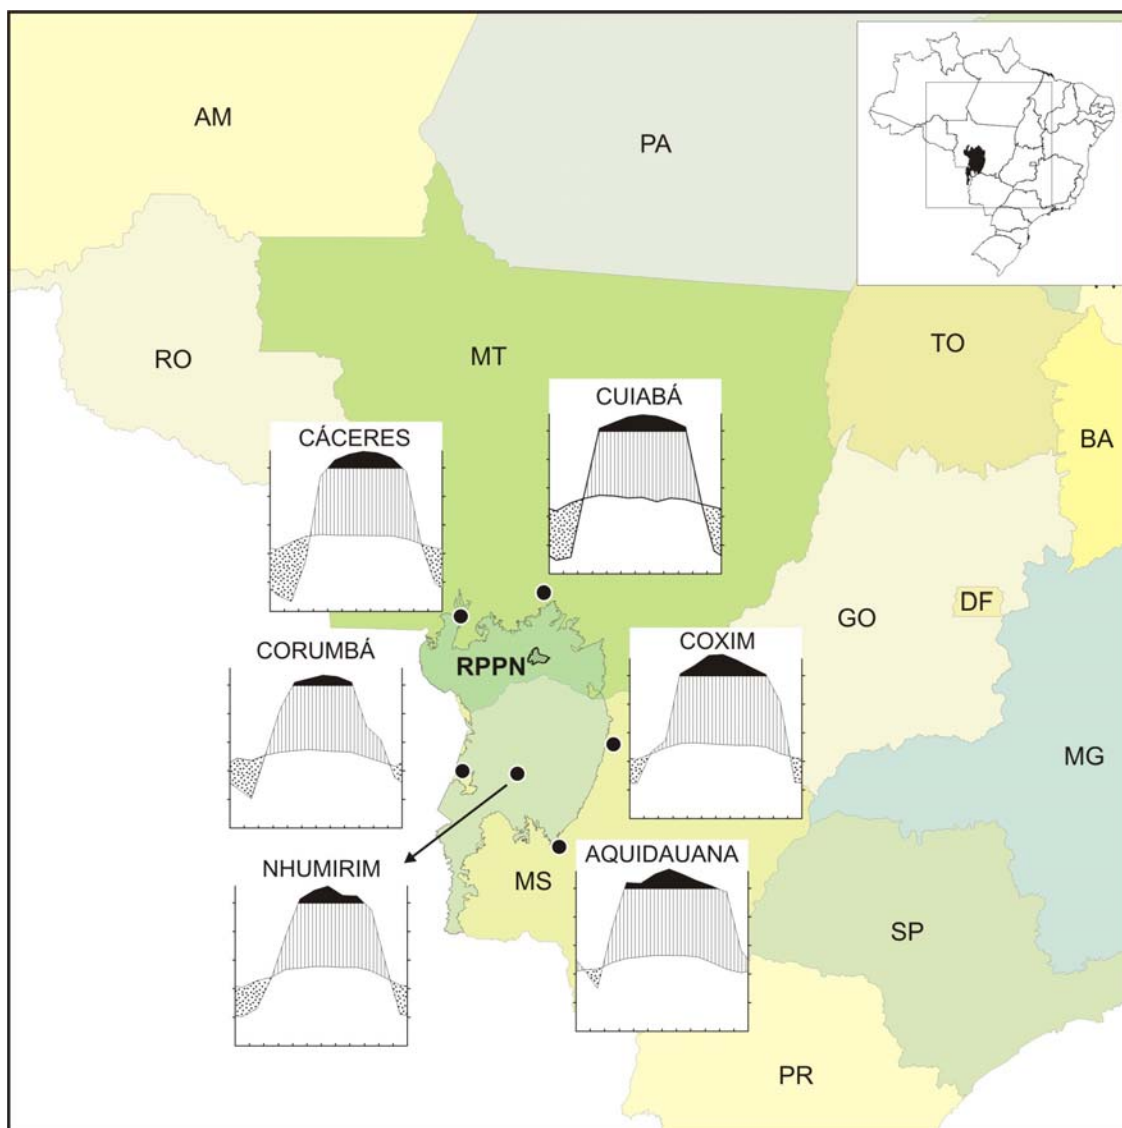 AM
PA
RO
MT
TO
CUIABÁ
CÁCERES
BA
GO
DF
CORUMBÁ
RPPN
COXIM
MG
NHUMIRIM
MS
AQUIDAUANA
SP
PR